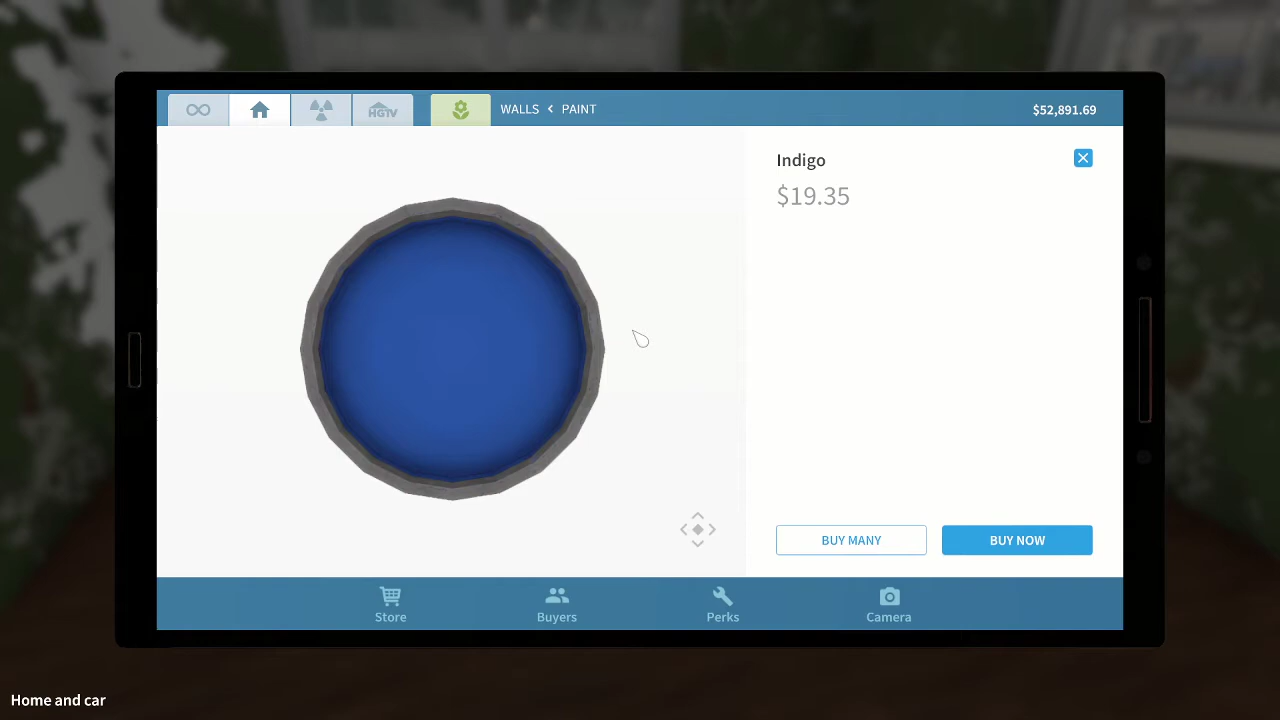 HGTV
WALLS < PAINT
$52,891.69
Indigo
$19.35
BUY MANY
BUY NOW
Store
Buyers
Perks
Camera
Home and car